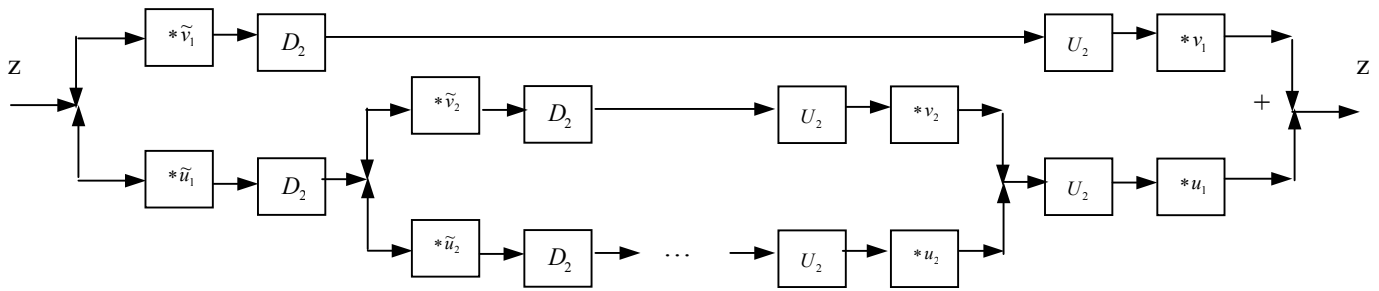 * ṽ₁ D₂ U₂ * v₁
z z
* ṽ₂ D₂ U₂ * v₂ +
* ũ₁ D₂ U₂ * u₁
* ũ₂ D₂ ... U₂ * u₂